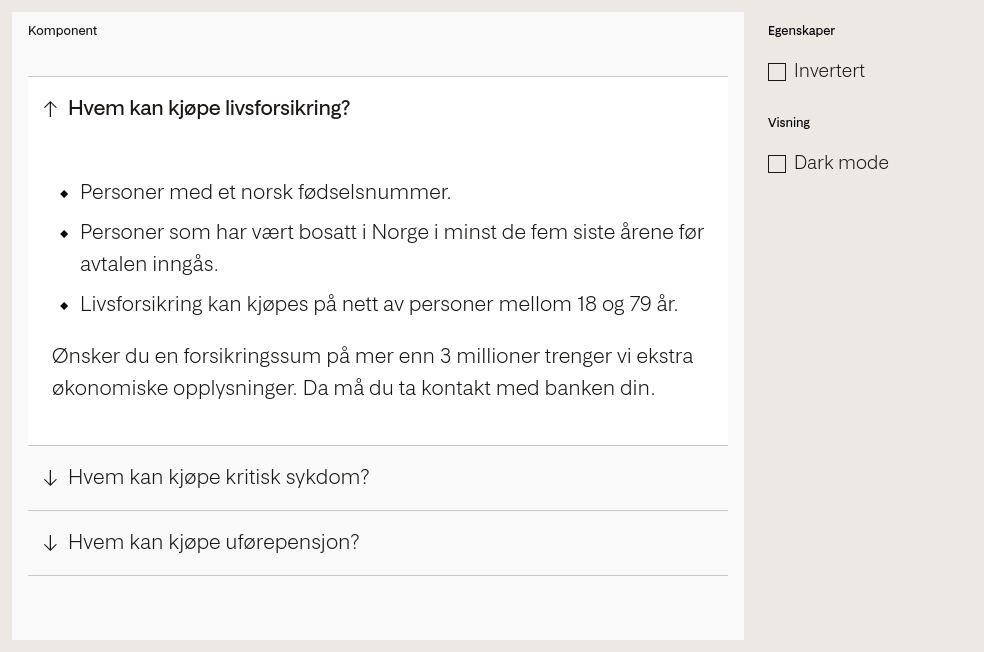 Komponent
Hvem kan kjøpe livsforsikring?
Personer med et norsk fødselsnummer.
Personer som har vært bosatt i Norge i minst de fem siste årene før
avtalen inngås.
Livsforsikring kan kjøpes på nett av personer mellom 18 og 79 år.
Ønsker du en forsikringssum på mer enn 3 millioner trenger vi ekstra
økonomiske opplysninger. Da må du ta kontakt med banken din.
Hvem kan kjøpe kritisk sykdom?
Hvem kan kjøpe uførepensjon?
Egenskaper
Invertert
Visning
Dark mode